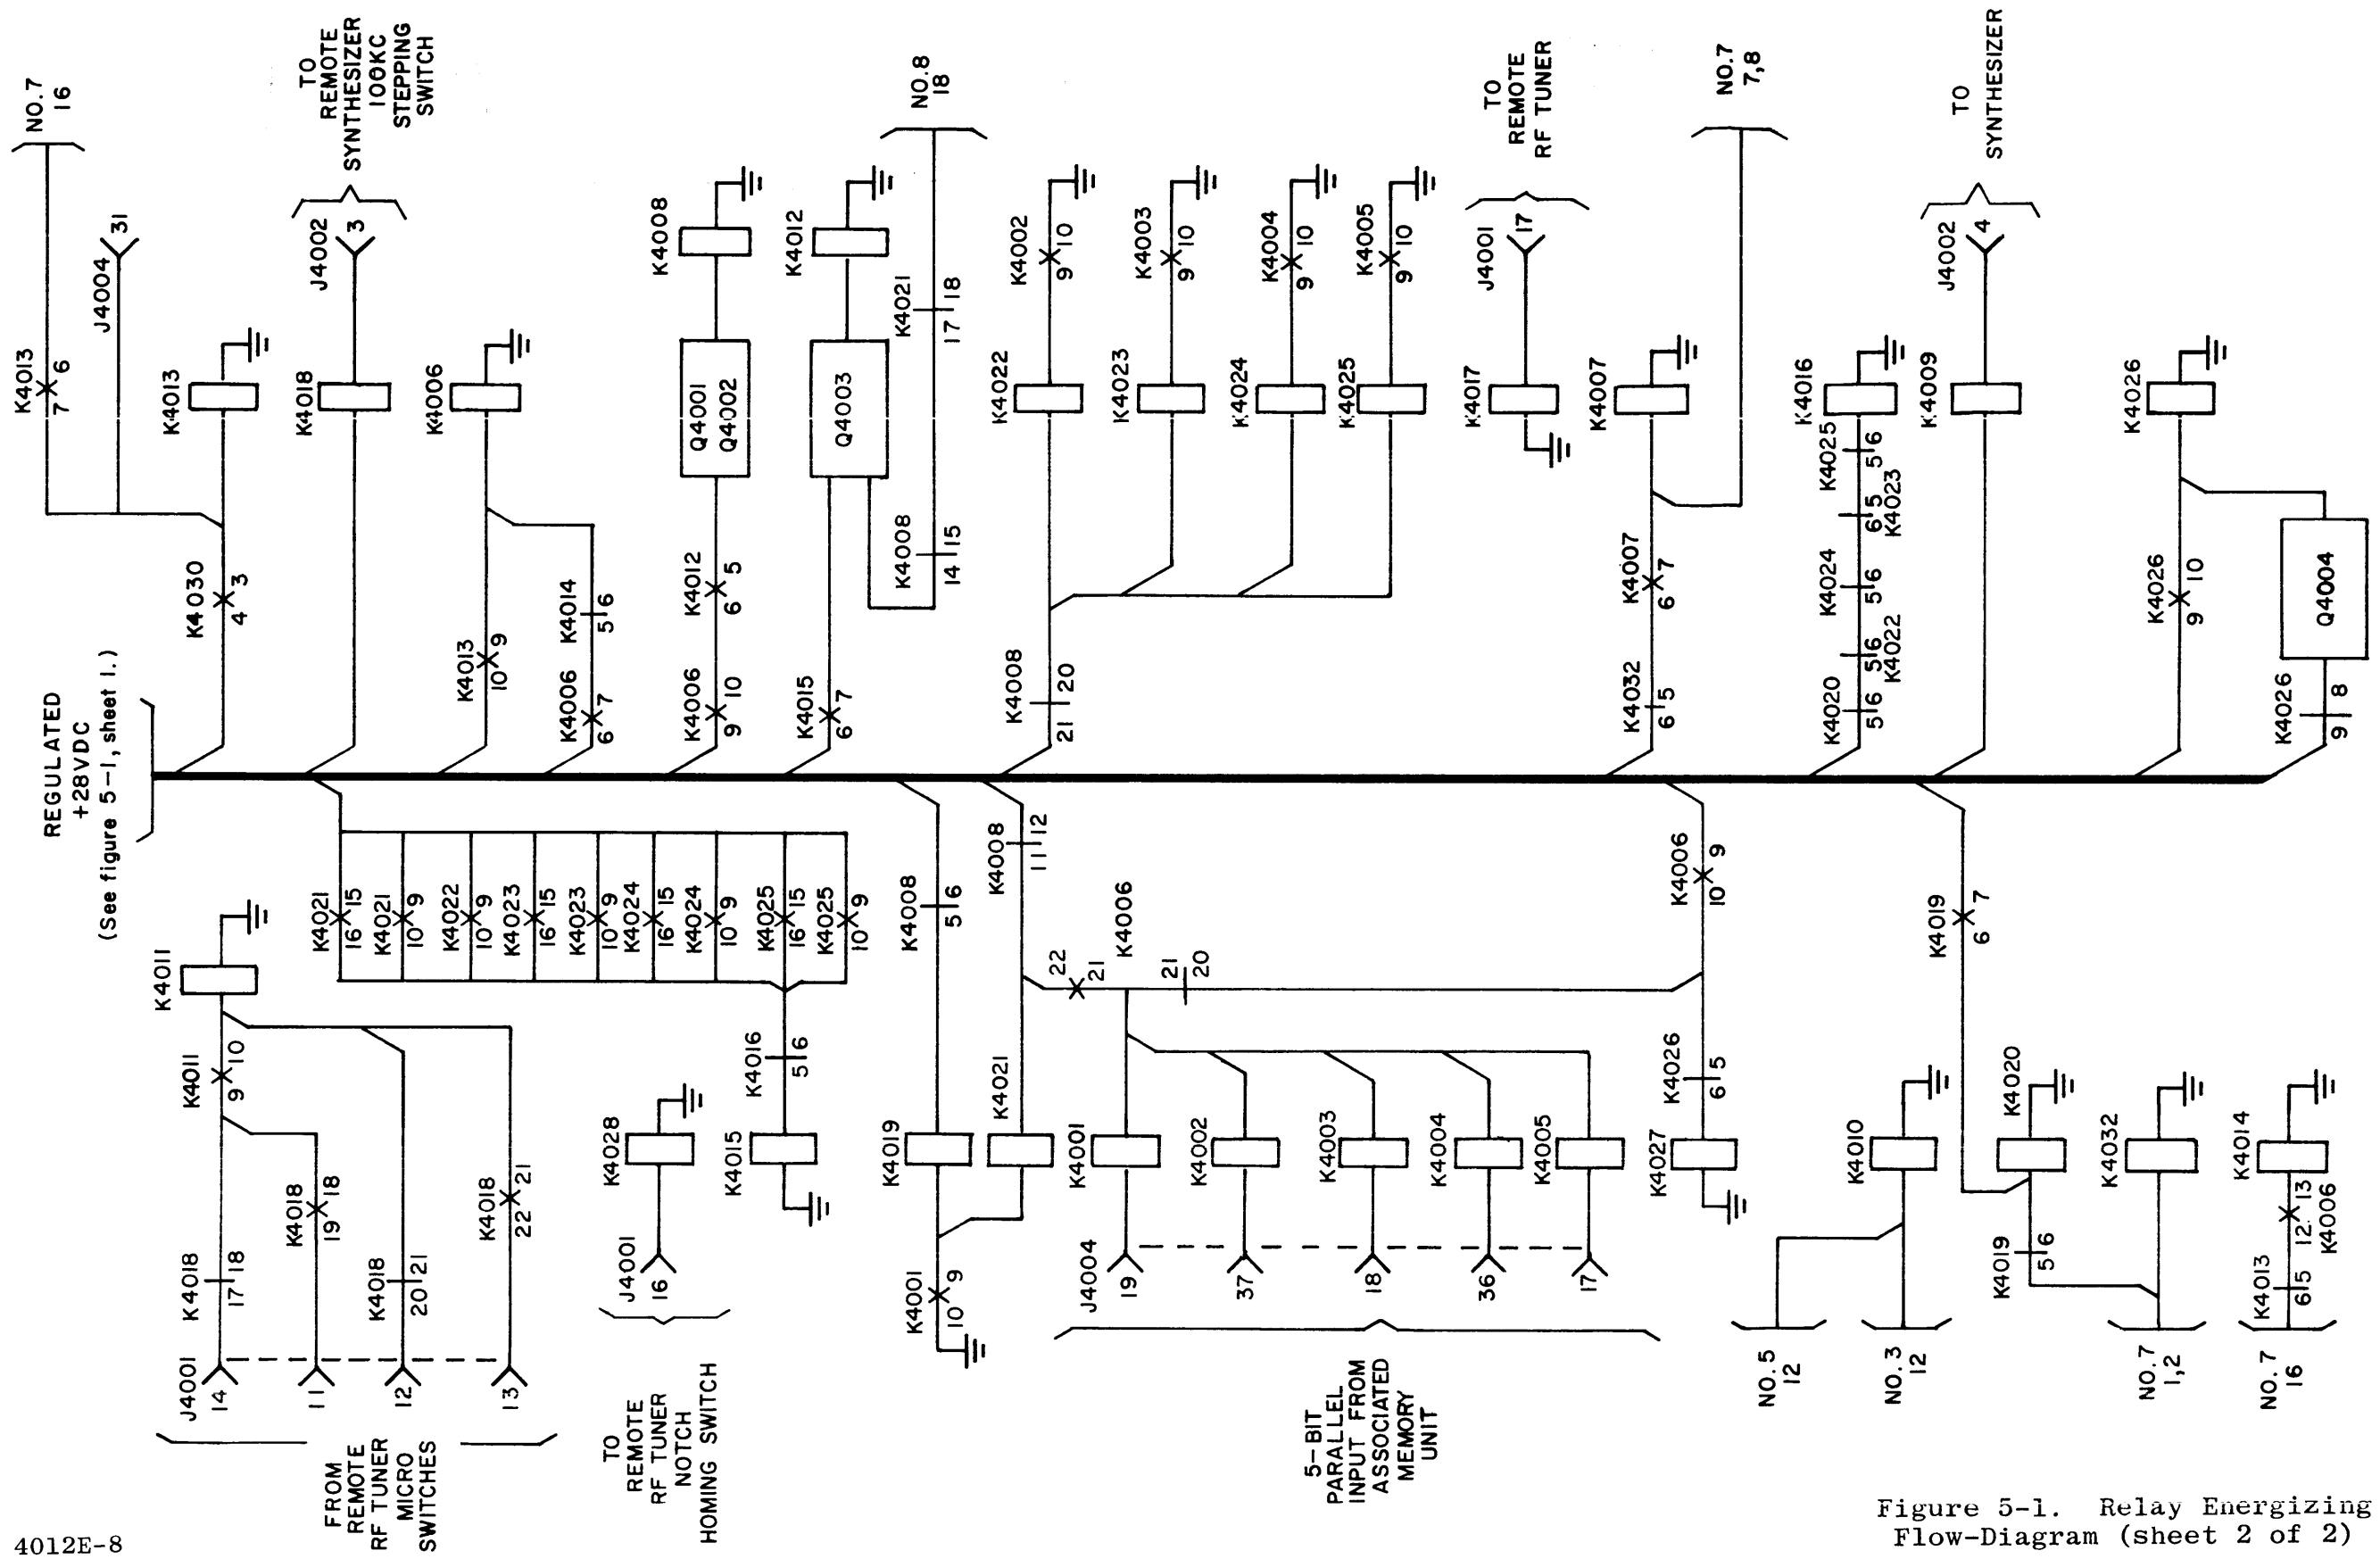 NO.7
16
K4013
7 6
J4004
31
K4013
K4030
4 3
REGULATED
+28VDC
(See figure 5-1, sheet 1.)
TO
REMOTE
SYNTHESIZER
100KC
STEPPING
SWITCH
J4002
3
K4018
K4006
K4013
10 9
K4014
5 6
K4006
6 7
K4008
Q4001
Q4002
K4012
6 5
K4006
9 10
K4012
Q4003
K4015
6 7
NO.8
18
K4021
17 18
K4008
14 15
K4002
9 10
K4022
K4008
21 20
K4003
9 10
K4023
K4004
9 10
K4024
K4005
9 10
K4025
TO
REMOTE
RF TUNER
J4001
17
K4017
NO.7
7,8
K4007
K4007
6 7
K4032
6 5
K4016
K4025
5 6
6 5
K4023
K4024
5 6
5 6
K4022
K4020
5 6
TO
SYNTHESIZER
J4002
4
K4009
K4026
K4026
9 10
Q4004
K4026
9 8
K4011
K4011
9 10
K4018
17 18
K4018
19 18
K4018
20 21
K4018
22 21
J4001
14
11
12
13
FROM
REMOTE
RF TUNER
MICRO
SWITCHES
K4021
16 15
K4021
10 9
K4022
10 9
K4023
16 15
K4023
10 9
K4024
16 15
K4024
10 9
K4025
16 15
K4025
10 9
K4016
5 6
K4015
K4028
J4001
16
TO
REMOTE
RF TUNER
NOTCH
HOMING SWITCH
K4008
5 6
K4019
K4001
10 9
K4008
11 12
K4021
K4006
22
21
21
20
K4001
K4002
K4003
K4004
K4005
J4004
19
37
18
36
17
5-BIT
PARALLEL
INPUT FROM
ASSOCIATED
MEMORY
UNIT
K4006
10 9
K4026
6 5
K4027
K4010
NO.5
12
NO.3
12
K4019
6 7
K4020
K4019
5 6
K4032
NO.7
1,2
K4014
12 13
K4006
K4013
6 5
NO.7
16
4012E-8
Figure 5-1. Relay Energizing
Flow-Diagram (sheet 2 of 2)